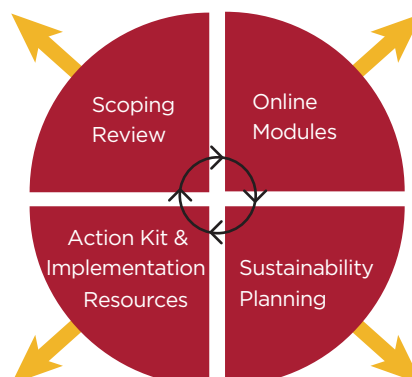 Scoping
Review
Online
Modules
Action Kit &
Implementation
Resources
Sustainability
Planning